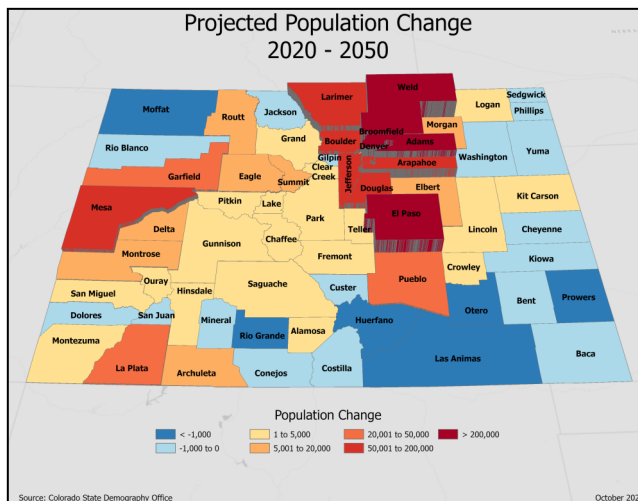 Projected Population Change
2020 - 2050
Moffat
Routt
Jackson
Larimer
Weld
Logan
Sedgwick
Phillips
Rio Blanco
Grand
Boulder
Broomfield
Morgan
Gilpin
Denver
Adams
Washington
Yuma
Garfield
Eagle
Summit
Clear
Creek
Jefferson
Arapahoe
Mesa
Pitkin
Lake
Park
Douglas
Elbert
Kit Carson
Delta
Gunnison
Chaffee
Teller
El Paso
Lincoln
Cheyenne
Montrose
Fremont
Kiowa
Ouray
Saguache
Custer
Pueblo
Crowley
San Miguel
Hinsdale
Dolores
San Juan
Mineral
Rio Grande
Alamosa
Huerfano
Otero
Bent
Prowers
Montezuma
La Plata
Archuleta
Conejos
Costilla
Las Animas
Baca
Population Change
< -1,000
1 to 5,000
20,001 to 50,000
> 200,000
-1,000 to 0
5,001 to 20,000
50,001 to 200,000
Source: Colorado State Demography Office
October 202